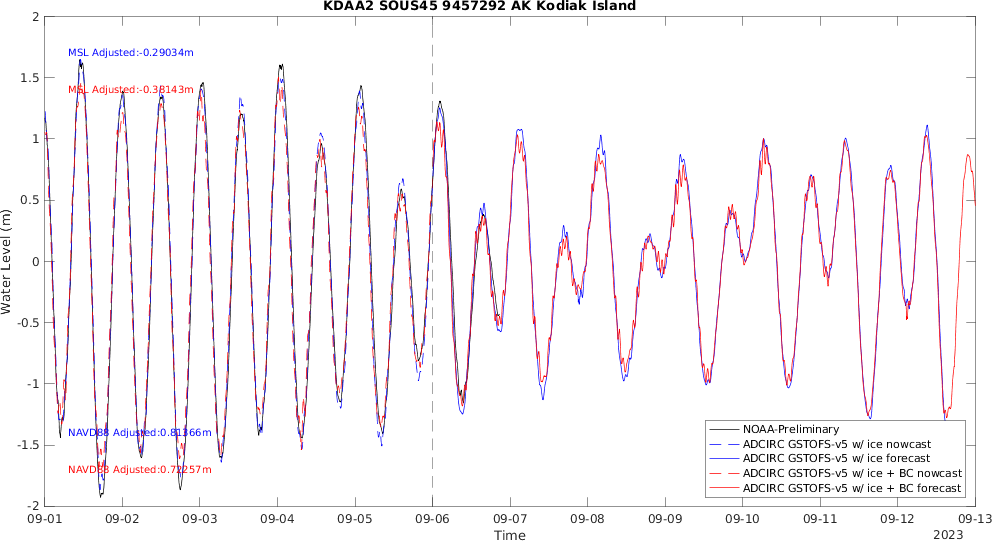 KDAA2 SOUS45 9457292 AK Kodiak Island
2
1.5
1
0.5
0
-0.5
-1
-1.5
-2
Water Level (m)
MSL Adjusted:-0.29034m
MSL Adjusted:-0.38143m
NAVD88 Adjusted:0.81366m
NAVD88 Adjusted:0.72257m
NOAA-Preliminary
ADCIRC GSTOFS-v5 w/ ice nowcast
ADCIRC GSTOFS-v5 w/ ice forecast
ADCIRC GSTOFS-v5 w/ ice + BC nowcast
ADCIRC GSTOFS-v5 w/ ice + BC forecast
09-01 09-02 09-03 09-04 09-05 09-06 09-07 09-08 09-09 09-10 09-11 09-12 09-13
Time
2023